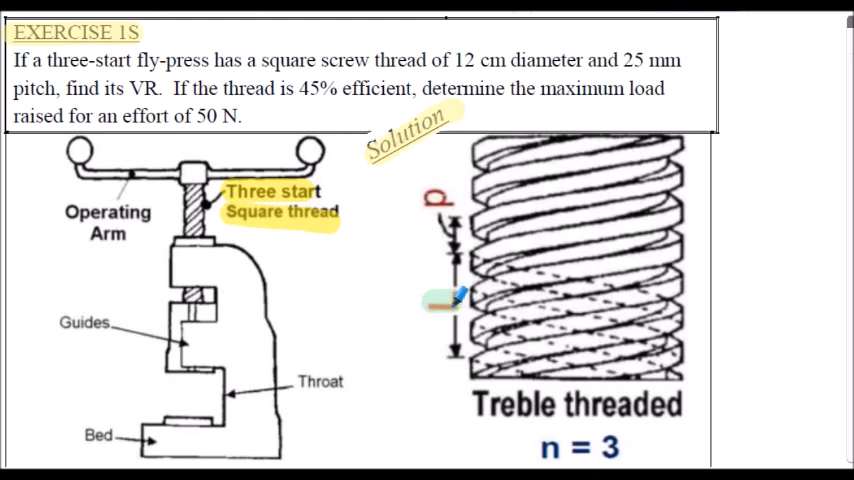 EXERCISE 1S
If a three-start fly-press has a square screw thread of 12 cm diameter and 25 mm
pitch, find its VR. If the thread is 45% efficient, determine the maximum load
raised for an effort of 50 N.
Solution
Three start
Square thread
Operating
Arm
Guides
Throat
Bed
p
L
Treble threaded
n = 3